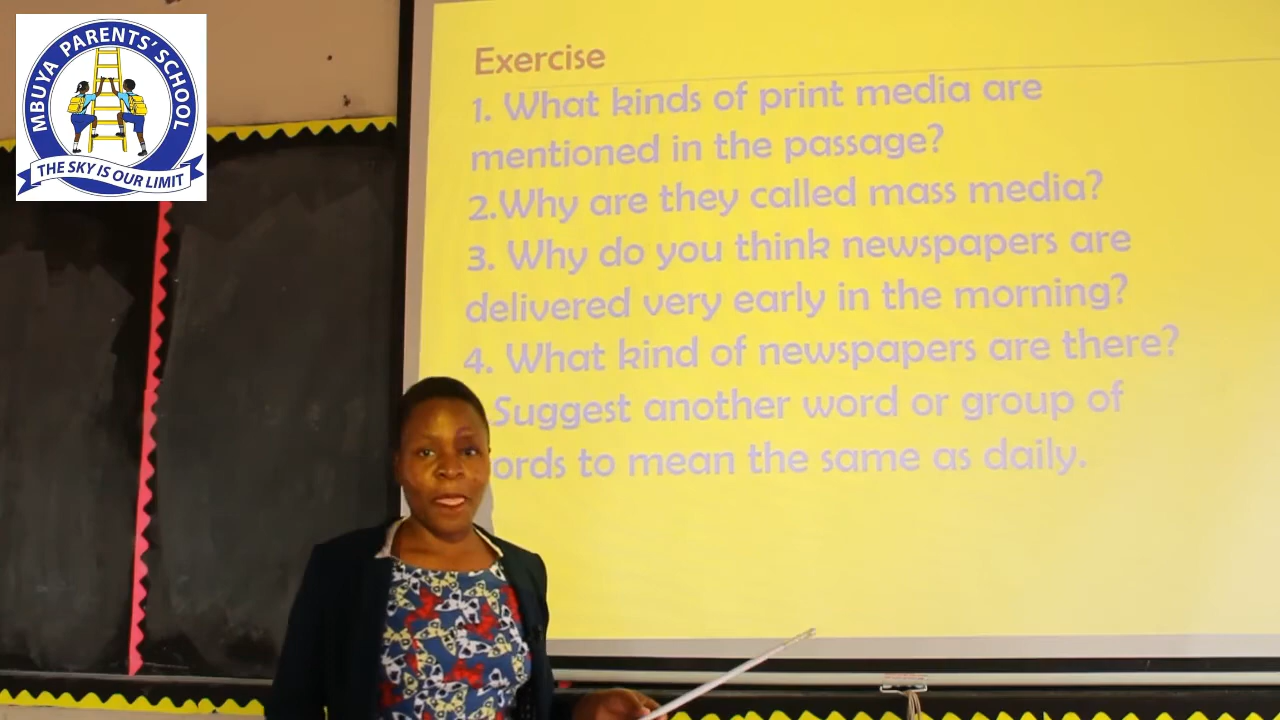 MBUYA PARENTS' SCHOOL
THE SKY IS OUR LIMIT
Exercise
1. What kinds of print media are
mentioned in the passage?
2.Why are they called mass media?
3. Why do you think newspapers are
delivered very early in the morning?
4. What kind of newspapers are there?
Suggest another word or group of
ords to mean the same as daily.